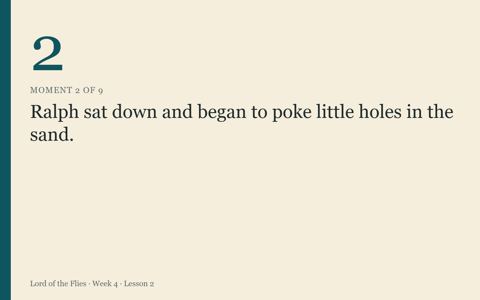 2
MOMENT 2 OF 9
Ralph sat down and began to poke little holes in the
sand.
Lord of the Flies · Week 4 · Lesson 2